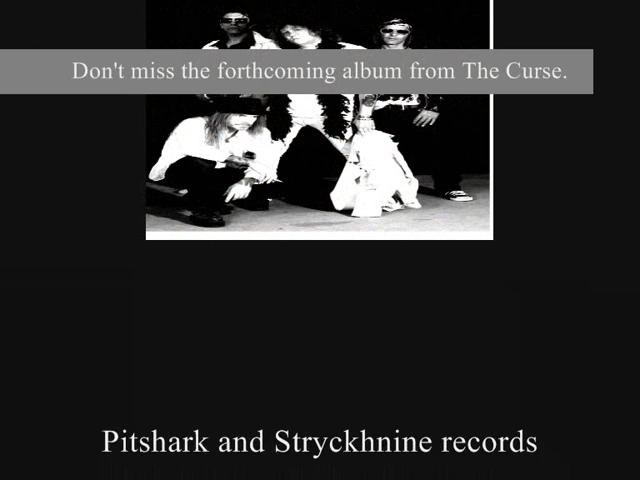 Don't miss the forthcoming album from The Curse.
Pitshark and Stryckhnine records